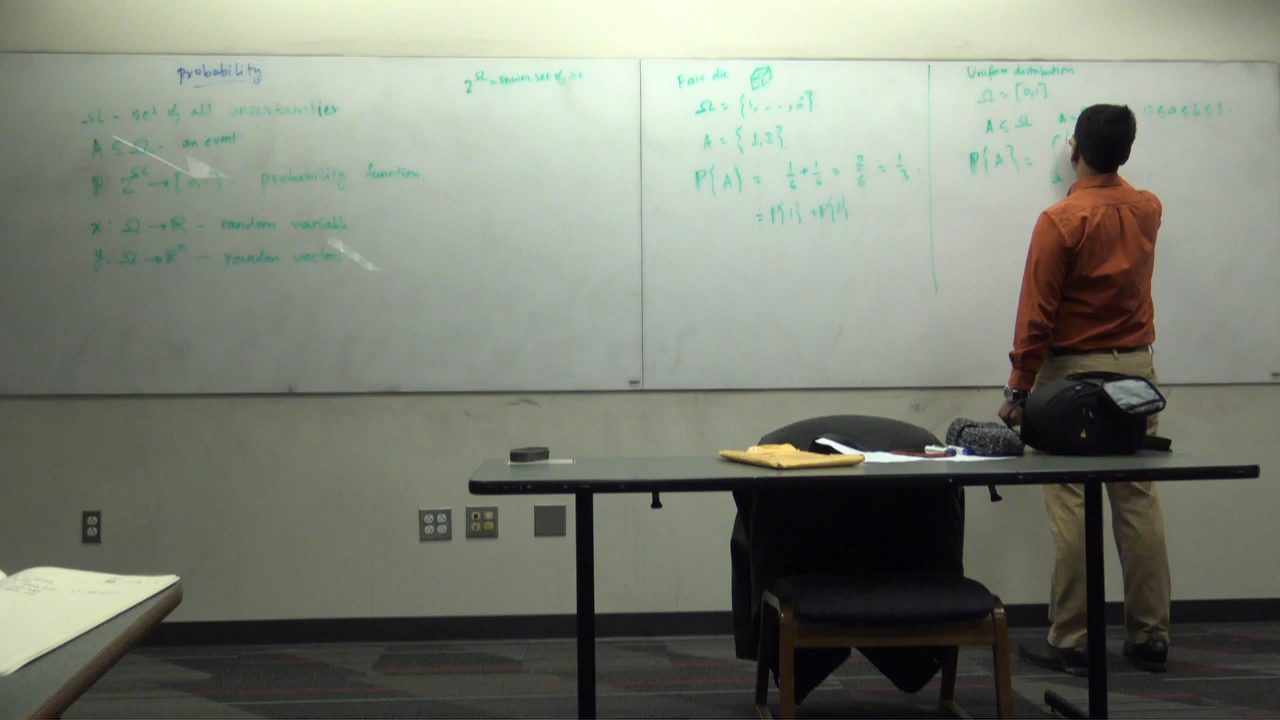 probability
Ω - set of all uncertainties
A ⊆ Ω - an event
P: 2^Ω → [0,1] - probability function.
x: Ω → R - random variable
y: Ω → R^n - random vector.
2^Ω = Power set of Ω
Fair die
Ω = {1, ..., 6}.
A = {1,2}.
P{A} = 1/6 + 1/6 = 2/6 = 1/3.
= P{1} + P{2}.
Uniform distribution
Ω = [0,1].
A ⊆ Ω A = 0 ≤ a ≤ b ≤ 1
P{A} =